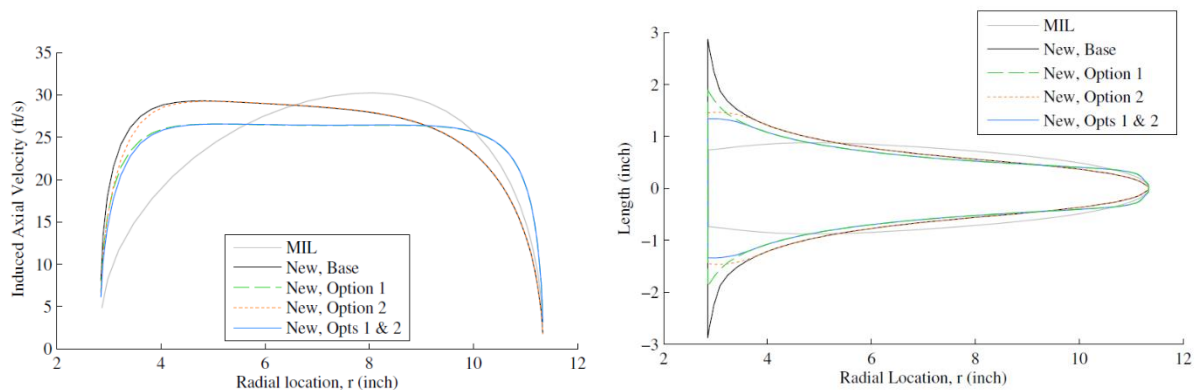 35
30
25
20
15
10
5
0
Induced Axial Velocity (ft/s)
MIL
New, Base
New, Option 1
New, Option 2
New, Opts 1 & 2
2
4
6
8
10
12
Radial location, r (inch)
3
2
1
0
−1
−2
−3
Length (inch)
MIL
New, Base
New, Option 1
New, Option 2
New, Opts 1 & 2
2
4
6
8
10
12
Radial Location, r (inch)